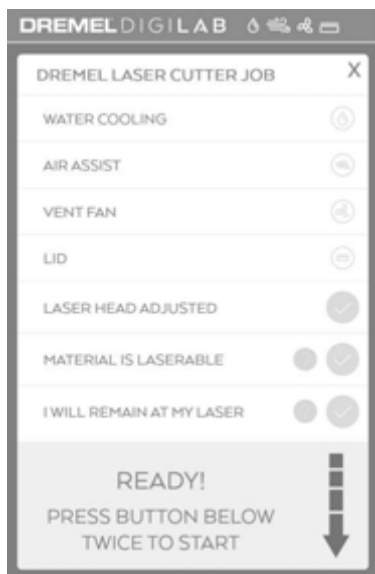 DREMEL DIGILAB
DREMEL LASER CUTTER JOB X
WATER COOLING
AIR ASSIST
VENT FAN
LID
LASER HEAD ADJUSTED
MATERIAL IS LASERABLE
I WILL REMAIN AT MY LASER
READY!
PRESS BUTTON BELOW
TWICE TO START